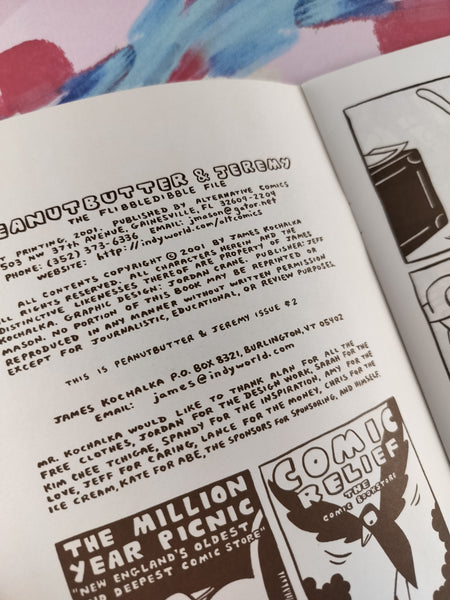 PEANUTBUTTER & JEREMY
THE FLIBBLEDIBBLE FILE
PRINTING, 2001. PUBLISHED BY ALTERNATIVE COMICS
503 NW 37th AVENUE, GAINESVILLE, FL 32609-2204
PHONE: (352) 373-6336 EMAIL: jmason@gator.net
WEBSITE: http://indyworld.com/altcomics
ALL CONTENTS COPYRIGHT © 2001 BY JAMES KOCHALKA
ALL RIGHTS RESERVED. ALL CHARACTERS HEREIN AND THE
DISTINCTIVE LIKENESSES THEREOF ARE PROPERTY OF JAMES
KOCHALKA. GRAPHIC DESIGN: JORDAN CRANE. PUBLISHER: JEFF
MASON. NO PORTION OF THIS BOOK MAY BE REPRINTED OR
REPRODUCED IN ANY MANNER WITHOUT WRITTEN PERMISSION
EXCEPT FOR JOURNALISTIC, EDUCATIONAL, OR REVIEW PURPOSES.
THIS IS PEANUTBUTTER & JEREMY ISSUE #2
JAMES KOCHALKA P.O. BOX 8321, BURLINGTON, VT 05402
EMAIL: james@indyworld.com
MR. KOCHALKA WOULD LIKE TO THANK ALAN FOR ALL THE
FREE CLOTHES, JORDAN FOR THE DESIGN WORK, SARAH FOR THE
KIM CHEE TCHIGAE, SPANDY FOR THE INSPIRATION, AMY FOR THE
LOVE, JEFF FOR CARING, LANCE FOR THE MONEY, CHRIS FOR THE
ICE CREAM, KATE FOR ABE, THE SPONSORS FOR SPONSORING, AND HIMSELF.
THE MILLION
YEAR PICNIC
"NEW ENGLAND'S OLDEST
AND DEEPEST COMIC STORE"
COMIC
RELIEF
THE
COMIC BOOKSTORE